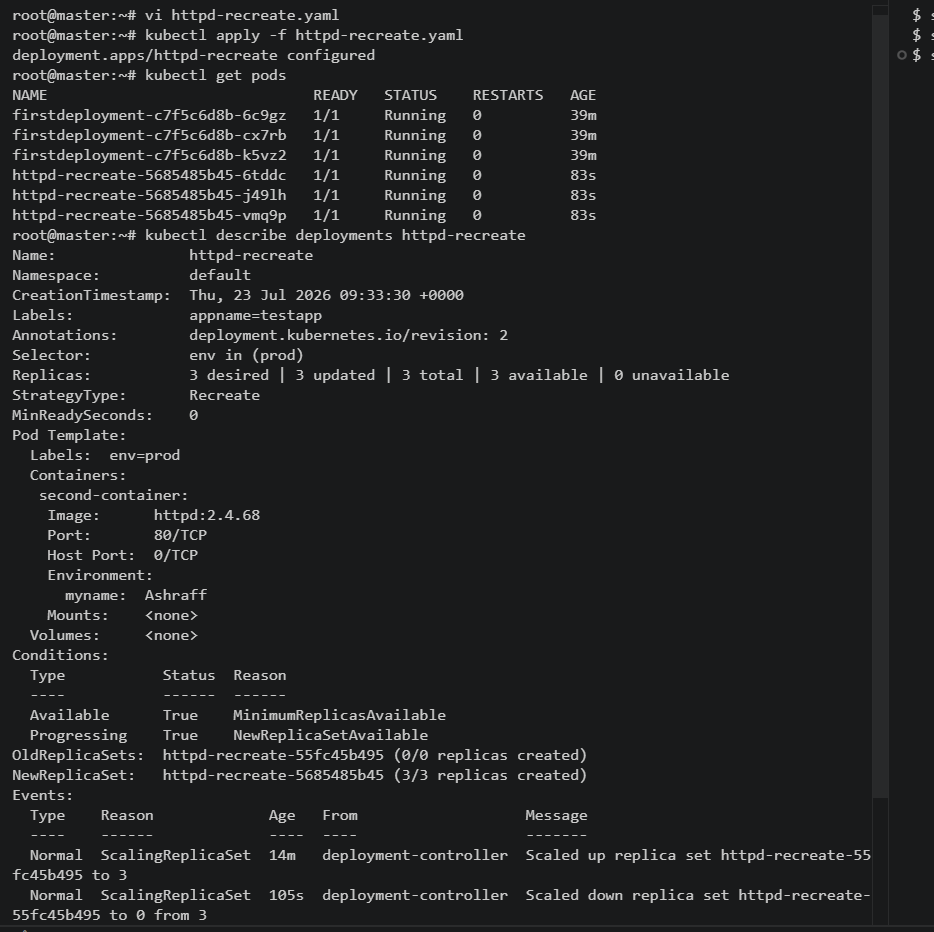 root@master:~# vi httpd-recreate.yaml
root@master:~# kubectl apply -f httpd-recreate.yaml
deployment.apps/httpd-recreate configured
root@master:~# kubectl get pods
NAME                              READY   STATUS    RESTARTS   AGE
firstdeployment-c7f5c6d8b-6c9gz   1/1     Running   0          39m
firstdeployment-c7f5c6d8b-cx7rb   1/1     Running   0          39m
firstdeployment-c7f5c6d8b-k5vz2   1/1     Running   0          39m
httpd-recreate-5685485b45-6tddc   1/1     Running   0          83s
httpd-recreate-5685485b45-j49lh   1/1     Running   0          83s
httpd-recreate-5685485b45-vmq9p   1/1     Running   0          83s
root@master:~# kubectl describe deployments httpd-recreate
Name:               httpd-recreate
Namespace:          default
CreationTimestamp:  Thu, 23 Jul 2026 09:33:30 +0000
Labels:             appname=testapp
Annotations:        deployment.kubernetes.io/revision: 2
Selector:           env in (prod)
Replicas:           3 desired | 3 updated | 3 total | 3 available | 0 unavailable
StrategyType:       Recreate
MinReadySeconds:    0
Pod Template:
  Labels:  env=prod
  Containers:
   second-container:
    Image:      httpd:2.4.68
    Port:       80/TCP
    Host Port:  0/TCP
    Environment:
      myname:  Ashraff
    Mounts:    <none>
  Volumes:     <none>
Conditions:
  Type           Status  Reason
  ----           ------  ------
  Available      True    MinimumReplicasAvailable
  Progressing    True    NewReplicaSetAvailable
OldReplicaSets:  httpd-recreate-55fc45b495 (0/0 replicas created)
NewReplicaSet:   httpd-recreate-5685485b45 (3/3 replicas created)
Events:
  Type    Reason             Age   From                   Message
  ----    ------             ----  ----                   -------
  Normal  ScalingReplicaSet  14m   deployment-controller  Scaled up replica set httpd-recreate-55
fc45b495 to 3
  Normal  ScalingReplicaSet  105s  deployment-controller  Scaled down replica set httpd-recreate-
55fc45b495 to 0 from 3
$ s
$ s
$ s